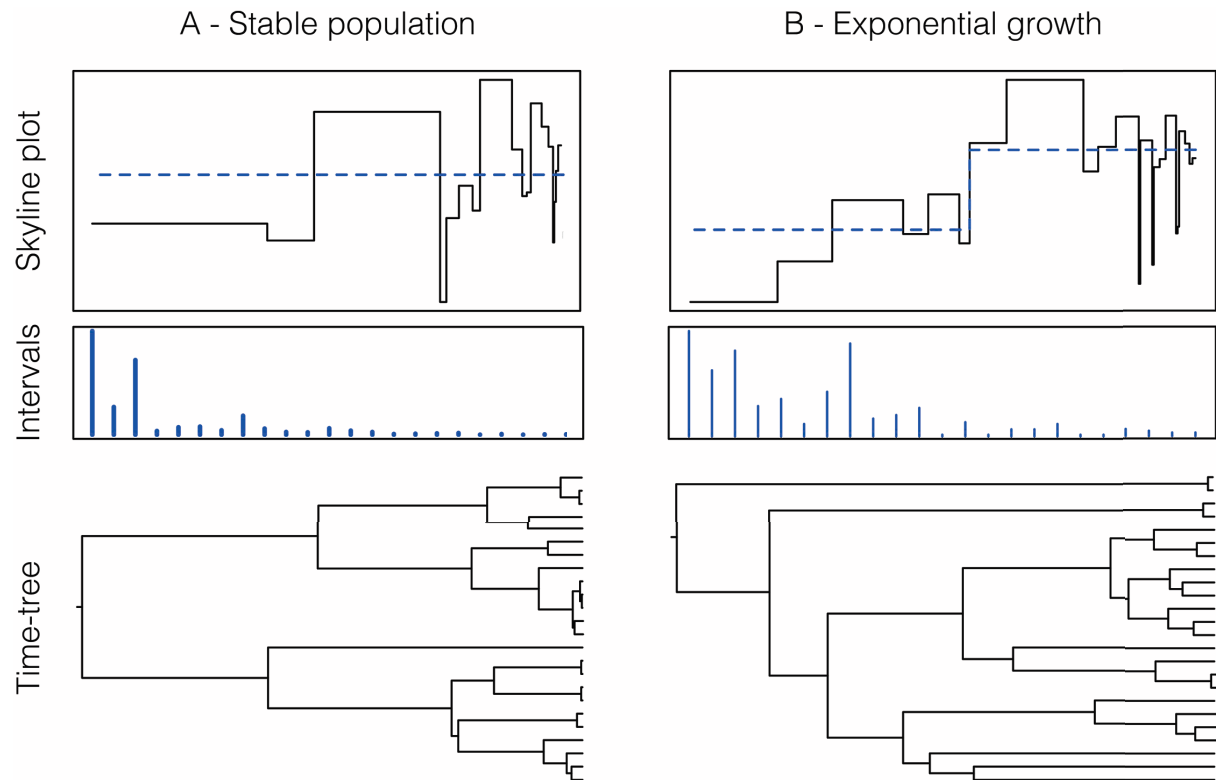 A - Stable population
B - Exponential growth
Skyline plot
Intervals
Time-tree